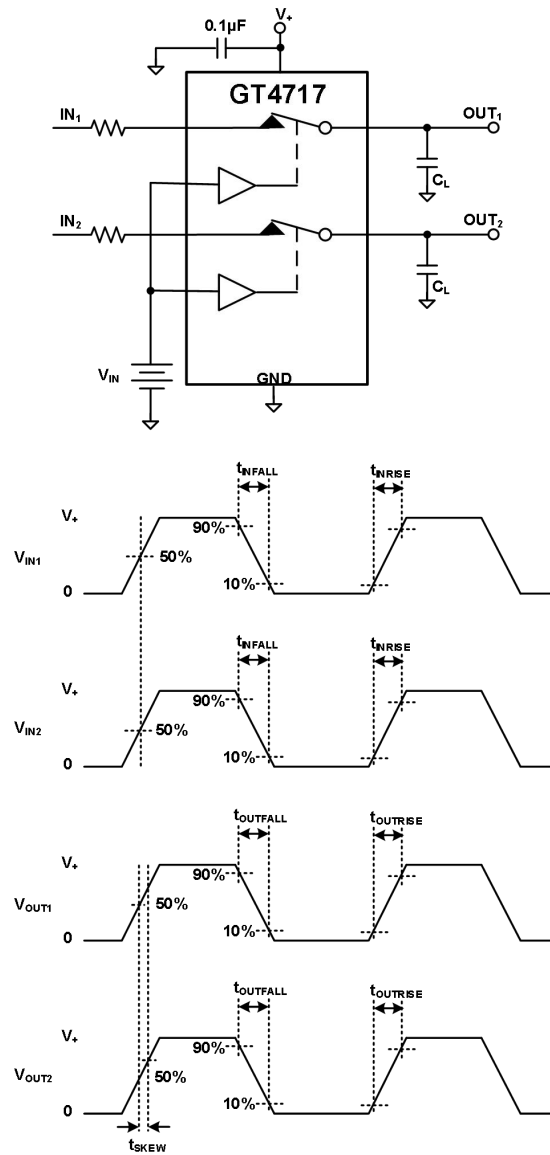 V+
0.1µF
GT4717
IN1
OUT1
CL
IN2
OUT2
CL
VIN
GND
tINFALL
tINRISE
V+
90%
VIN1
50%
10%
0
tINFALL
tINRISE
V+
90%
VIN2
50%
10%
0
tOUTFALL
tOUTRISE
V+
90%
VOUT1
50%
10%
0
tOUTFALL
tOUTRISE
V+
90%
VOUT2
50%
10%
0
tSKEW